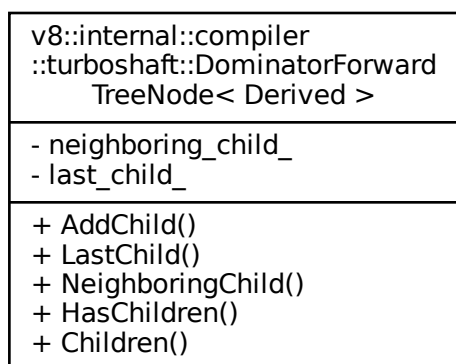 v8::internal::compiler
::turboshaft::DominatorForward
TreeNode< Derived >
- neighboring_child_
- last_child_
+ AddChild()
+ LastChild()
+ NeighboringChild()
+ HasChildren()
+ Children()